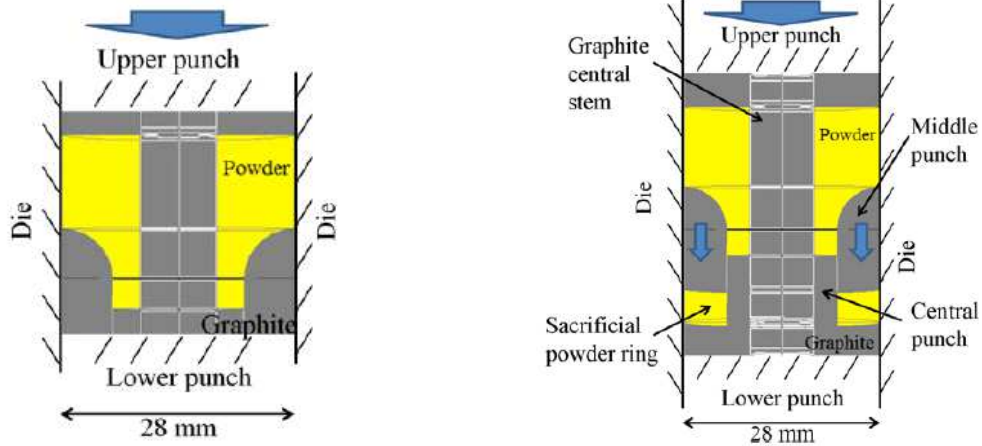 Upper punch
Powder
Die
Die
Graphite
Lower punch
28 mm
Upper punch
Graphite
central
stem
Powder
Middle
punch
Die
Die
Sacrificial
powder ring
Central
punch
Graphite
Lower punch
28 mm